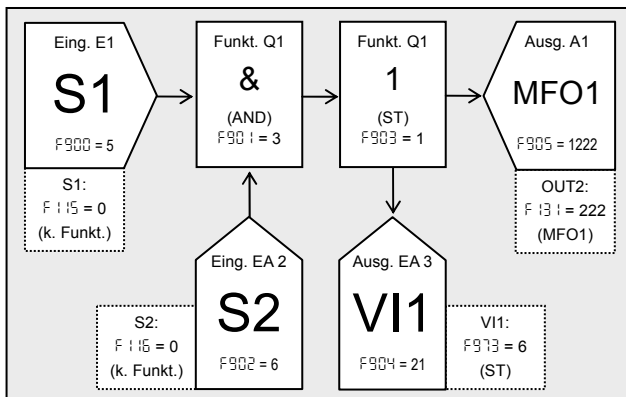 Eing. E1
S1
F900 = 5
S1:
F115 = 0
(k. Funkt.)
Funkt. Q1
&
(AND)
F901 = 3
Funkt. Q1
1
(ST)
F903 = 1
Ausg. A1
MFO1
F905 = 1222
OUT2:
F131 = 222
(MFO1)
S2:
F116 = 0
(k. Funkt.)
Eing. EA 2
S2
F902 = 6
Ausg. EA 3
VI1
F904 = 21
VI1:
F973 = 6
(ST)